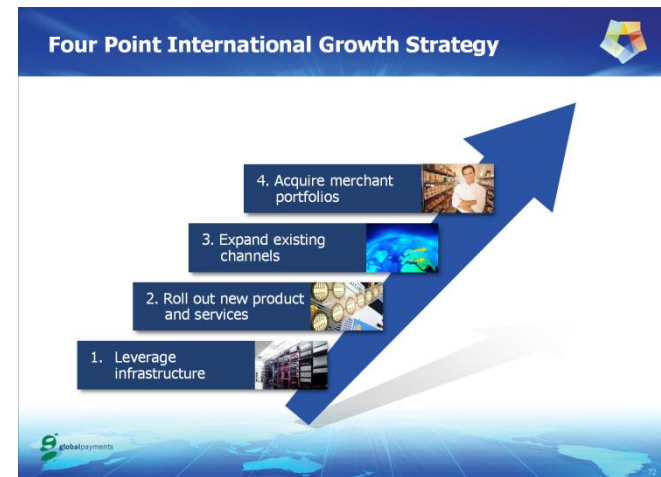 Four Point International Growth Strategy
4. Acquire merchant
portfolios
3. Expand existing
channels
2. Roll out new product
and services
1. Leverage
infrastructure
globalpayments
72